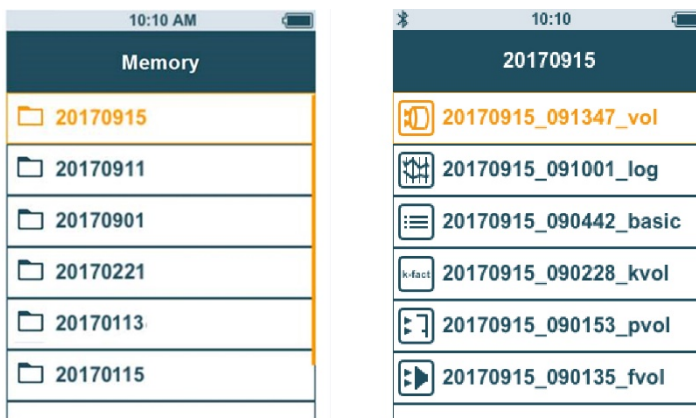 10:10 AM
Memory
20170915
20170911
20170901
20170221
20170113
20170115
10:10
20170915
20170915_091347_vol
20170915_091001_log
20170915_090442_basic
k-fact
20170915_090228_kvol
20170915_090153_pvol
20170915_090135_fvol